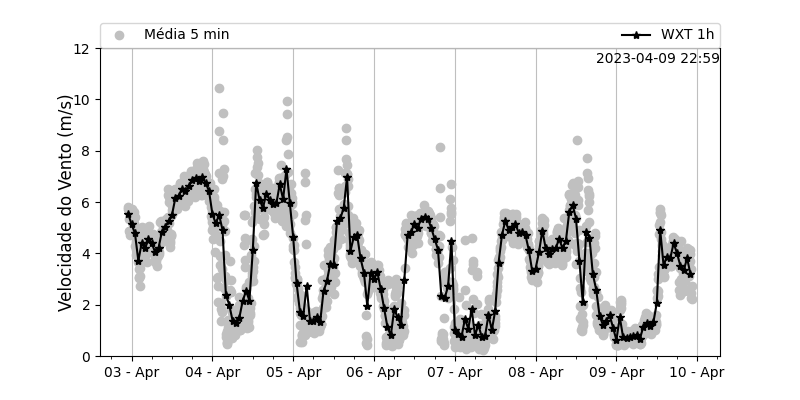 Média 5 min
WXT 1h
2023-04-09 22:59
Velocidade do Vento (m/s)
12
10
8
6
4
2
0
03 - Apr
04 - Apr
05 - Apr
06 - Apr
07 - Apr
08 - Apr
09 - Apr
10 - Apr